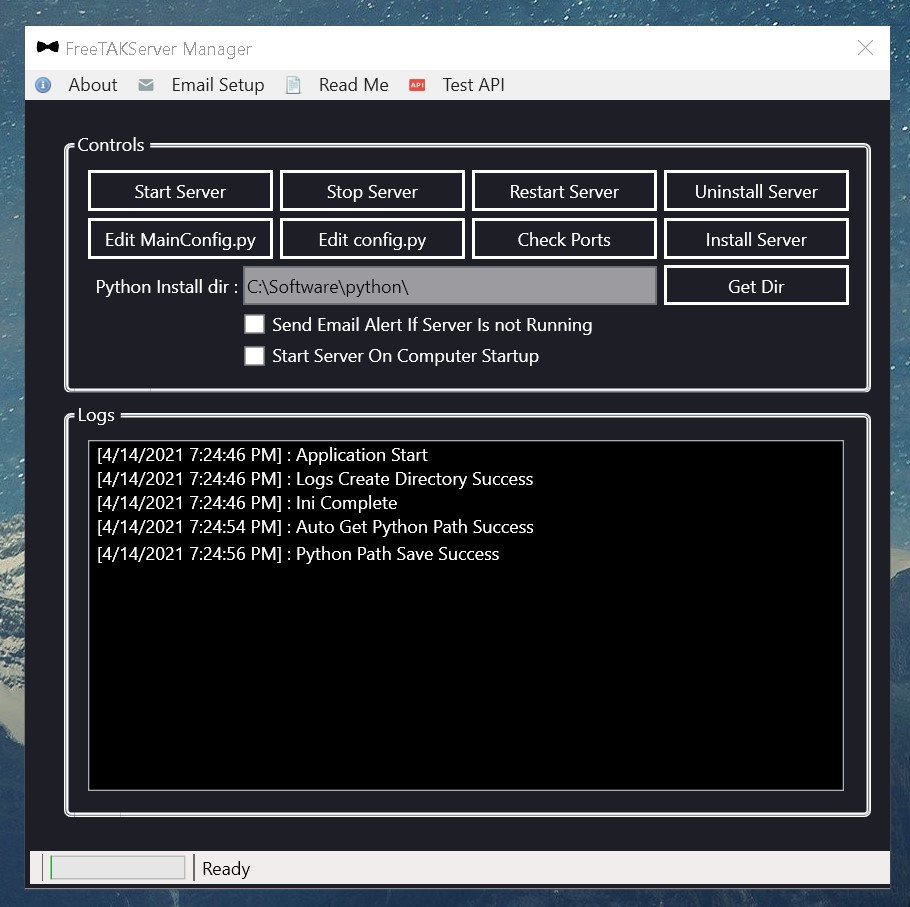 FreeTAKServer Manager
About Email Setup Read Me API Test API
Controls
Start Server Stop Server Restart Server Uninstall Server
Edit MainConfig.py Edit config.py Check Ports Install Server
Python Install dir : C:\Software\python\ Get Dir
Send Email Alert If Server Is not Running
Start Server On Computer Startup
Logs
[4/14/2021 7:24:46 PM] : Application Start
[4/14/2021 7:24:46 PM] : Logs Create Directory Success
[4/14/2021 7:24:46 PM] : Ini Complete
[4/14/2021 7:24:54 PM] : Auto Get Python Path Success
[4/14/2021 7:24:56 PM] : Python Path Save Success
Ready